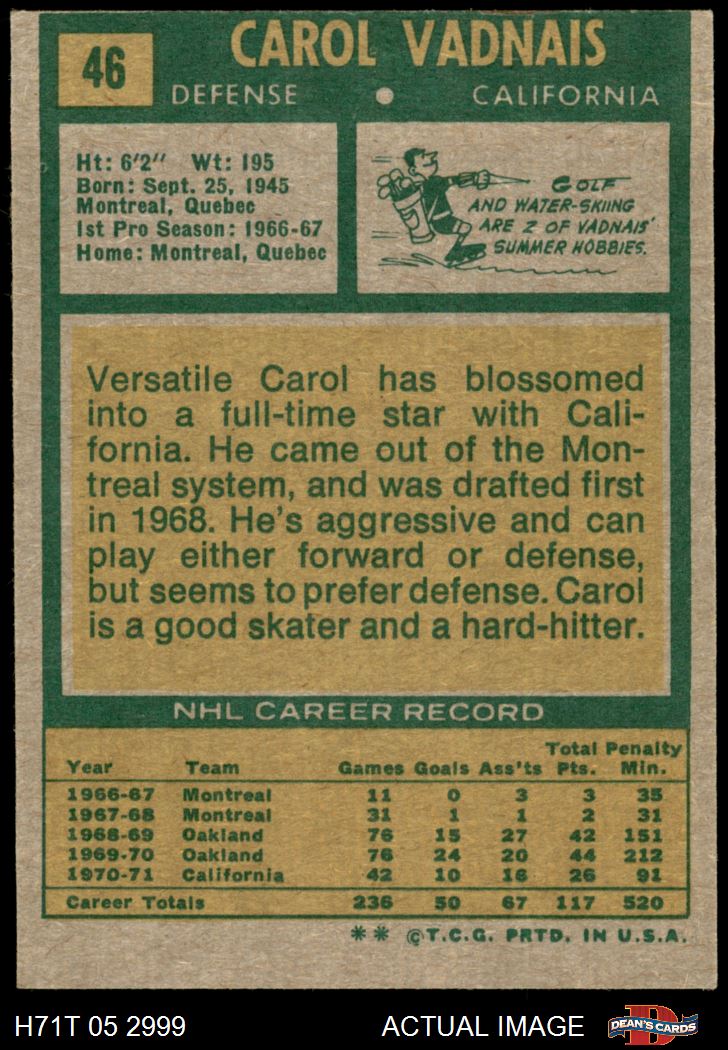 46
CAROL VADNAIS
DEFENSE • CALIFORNIA
Ht: 6'2" Wt: 195
Born: Sept. 25, 1945
Montreal, Quebec
1st Pro Season: 1966-67
Home: Montreal, Quebec
GOLF
AND WATER-SKIING
ARE 2 OF VADNAIS'
SUMMER HOBBIES.
Versatile Carol has blossomed
into a full-time star with Cali-
fornia. He came out of the Mon-
treal system, and was drafted first
in 1968. He's aggressive and can
play either forward or defense,
but seems to prefer defense. Carol
is a good skater and a hard-hitter.
NHL CAREER RECORD
Total Penalty
Year Team Games Goals Ass'ts Pts. Min.
1966-67 Montreal 11 0 3 3 35
1967-68 Montreal 31 1 1 2 31
1968-69 Oakland 76 15 27 42 151
1969-70 Oakland 76 24 20 44 212
1970-71 California 42 10 16 26 91
Career Totals 236 50 67 117 520
** ©T.C.G. PRTD. IN U.S.A.
H71T 05 2999 ACTUAL IMAGE
D
DEAN'S CARDS